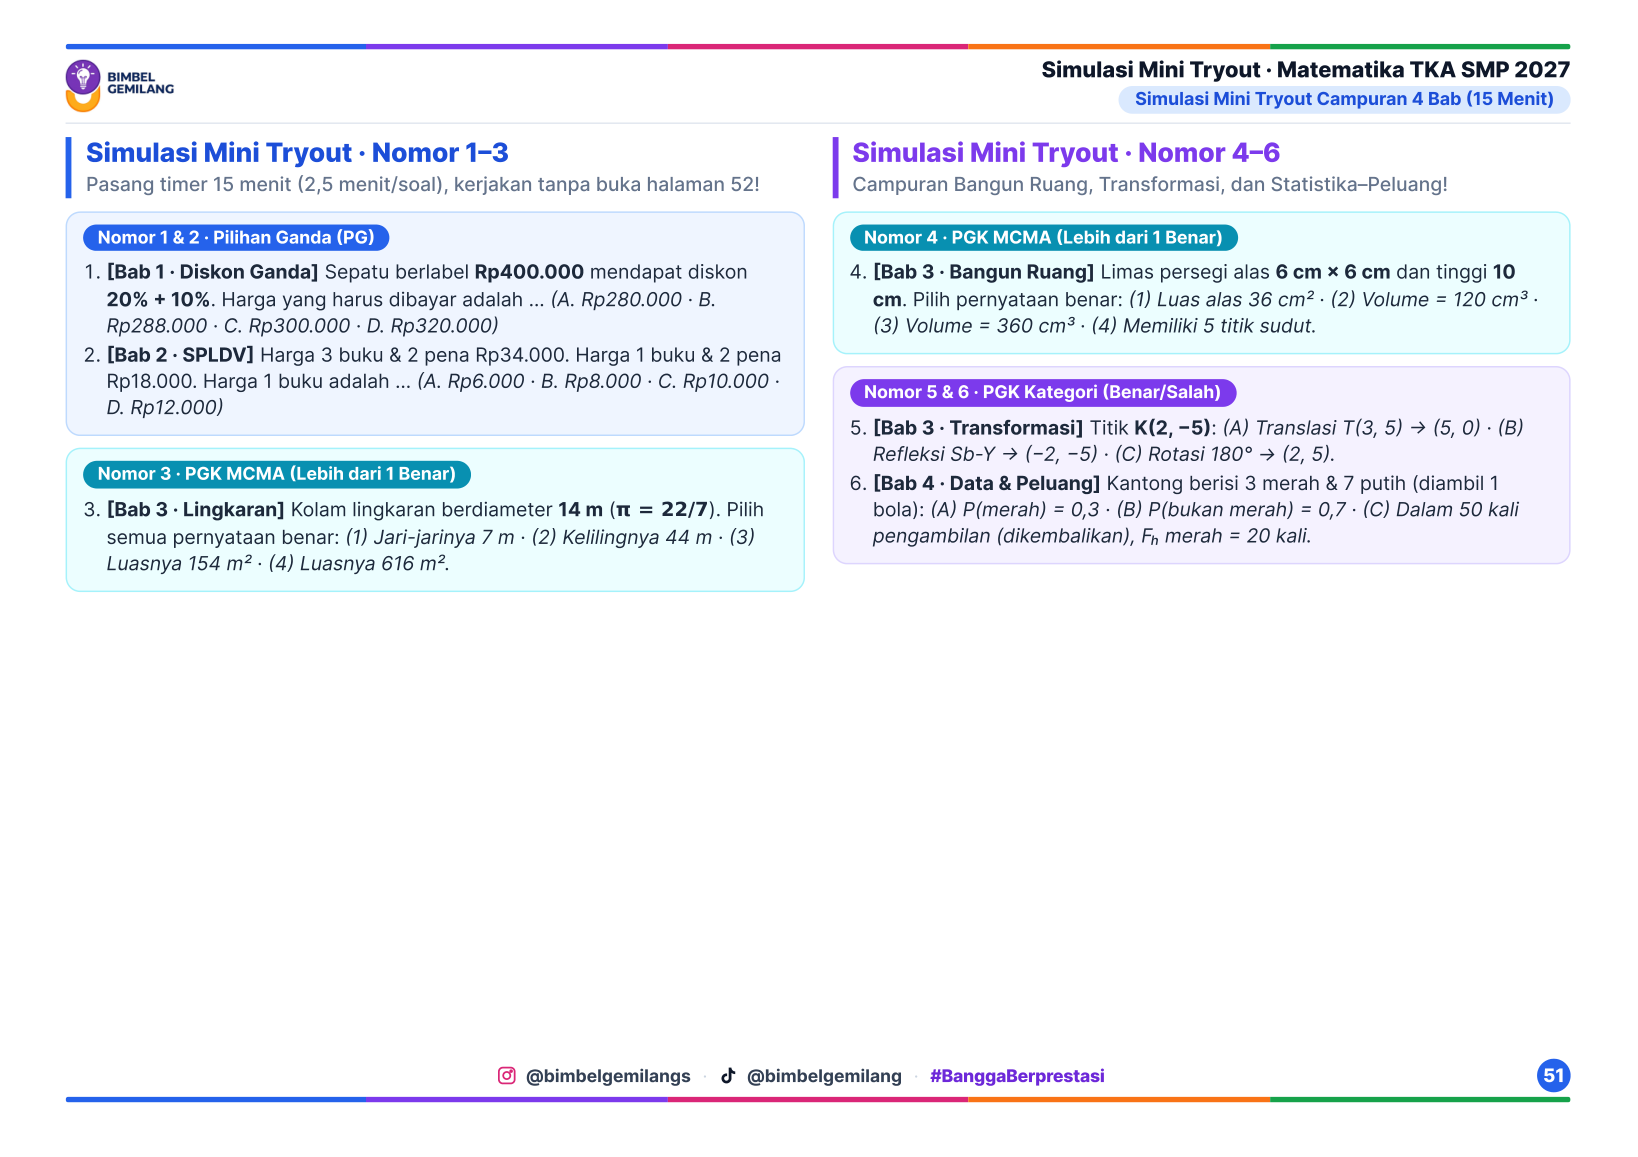 BIMBEL
GEMILANG
Simulasi Mini Tryout · Matematika TKA SMP 2027
Simulasi Mini Tryout Campuran 4 Bab (15 Menit)
Simulasi Mini Tryout · Nomor 1–3
Pasang timer 15 menit (2,5 menit/soal), kerjakan tanpa buka halaman 52!
Nomor 1 & 2 · Pilihan Ganda (PG)
1. [Bab 1 · Diskon Ganda] Sepatu berlabel Rp400.000 mendapat diskon
20% + 10%. Harga yang harus dibayar adalah ... (A. Rp280.000 · B.
Rp288.000 · C. Rp300.000 · D. Rp320.000)
2. [Bab 2 · SPLDV] Harga 3 buku & 2 pena Rp34.000. Harga 1 buku & 2 pena
Rp18.000. Harga 1 buku adalah ... (A. Rp6.000 · B. Rp8.000 · C. Rp10.000 ·
D. Rp12.000)
Nomor 3 · PGK MCMA (Lebih dari 1 Benar)
3. [Bab 3 · Lingkaran] Kolam lingkaran berdiameter 14 m (π = 22/7). Pilih
semua pernyataan benar: (1) Jari-jarinya 7 m · (2) Kelilingnya 44 m · (3)
Luasnya 154 m² · (4) Luasnya 616 m².
Simulasi Mini Tryout · Nomor 4–6
Campuran Bangun Ruang, Transformasi, dan Statistika–Peluang!
Nomor 4 · PGK MCMA (Lebih dari 1 Benar)
4. [Bab 3 · Bangun Ruang] Limas persegi alas 6 cm × 6 cm dan tinggi 10
cm. Pilih pernyataan benar: (1) Luas alas 36 cm² · (2) Volume = 120 cm³ ·
(3) Volume = 360 cm³ · (4) Memiliki 5 titik sudut.
Nomor 5 & 6 · PGK Kategori (Benar/Salah)
5. [Bab 3 · Transformasi] Titik K(2, −5): (A) Translasi T(3, 5) → (5, 0) · (B)
Refleksi Sb-Y → (−2, −5) · (C) Rotasi 180° → (2, 5).
6. [Bab 4 · Data & Peluang] Kantong berisi 3 merah & 7 putih (diambil 1
bola): (A) P(merah) = 0,3 · (B) P(bukan merah) = 0,7 · (C) Dalam 50 kali
pengambilan (dikembalikan), Fₕ merah = 20 kali.
@bimbelgemilangs · @bimbelgemilang · #BanggaBerprestasi
51